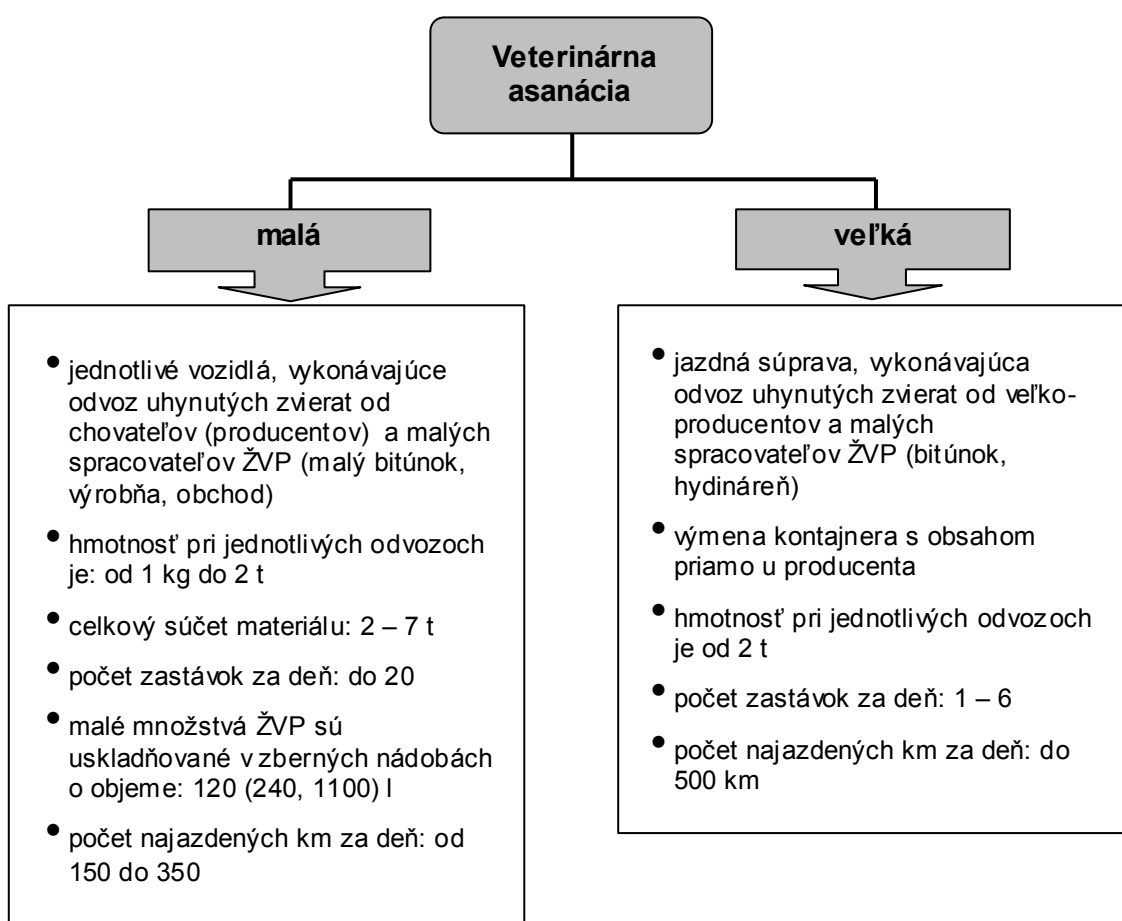 Veterinárna
asanácia
malá
• jednotlivé vozidlá, vykonávajúce
odvoz uhynutých zvierat od
chovateľov (producentov) a malých
spracovateľov ŽVP (malý bitúnok,
výrobňa, obchod)
• hmotnosť pri jednotlivých odvozoch
je: od 1 kg do 2 t
• celkový súčet materiálu: 2 – 7 t
• počet zastávok za deň: do 20
• malé množstvá ŽVP sú
uskladňované v zberných nádobách
o objeme: 120 (240, 1100) l
• počet najazdených km za deň: od
150 do 350
veľká
• jazdná súprava, vykonávajúca
odvoz uhynutých zvierat od veľko-
producentov a malých
spracovateľov ŽVP (bitúnok,
hydináreň)
• výmena kontajnera s obsahom
priamo u producenta
• hmotnosť pri jednotlivých odvozoch
je od 2 t
• počet zastávok za deň: 1 – 6
• počet najazdených km za deň: do
500 km